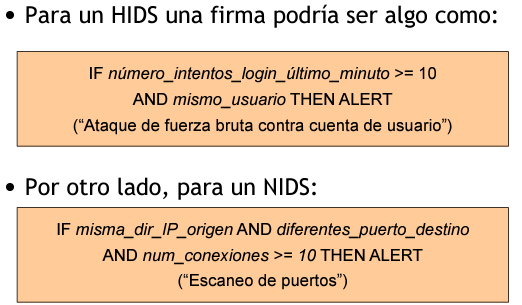 • Para un HIDS una firma podría ser algo como:
IF número_intentos_login_último_minuto >= 10
AND mismo_usuario THEN ALERT
(“Ataque de fuerza bruta contra cuenta de usuario”)
• Por otro lado, para un NIDS:
IF misma_dir_IP_origen AND diferentes_puerto_destino
AND num_conexiones >= 10 THEN ALERT
(“Escaneo de puertos”)